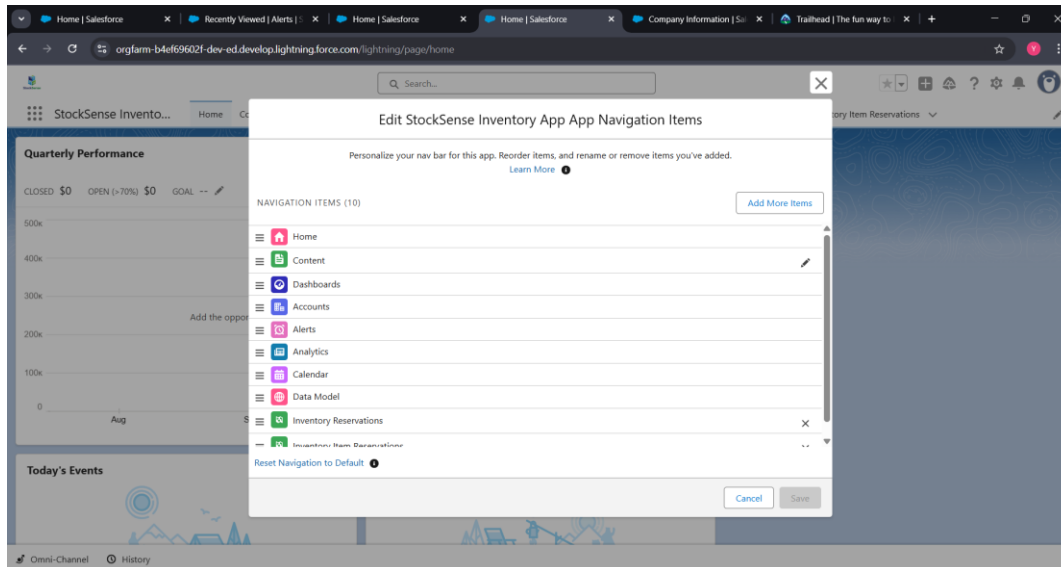 Home | Salesforce
Recently Viewed | Alerts | S
Home | Salesforce
Home | Salesforce
Company Information | Sal
Trailhead | The fun way to l
orgfarm-b4ef69602f-dev-ed.develop.lightning.force.com/lightning/page/home
Y
Search...
StockSense Invento...
Home
Co
ory Item Reservations
Edit StockSense Inventory App App Navigation Items
Personalize your nav bar for this app. Reorder items, and rename or remove items you've added.
Learn More
NAVIGATION ITEMS (10)
Add More Items
Home
Content
Dashboards
Accounts
Alerts
Analytics
Calendar
Data Model
Inventory Reservations
Inventory Item Reservations
Reset Navigation to Default
Cancel
Save
Quarterly Performance
CLOSED $0 OPEN (>70%) $0 GOAL --
500K
400K
300K
200K
100K
0
Add the oppor
Aug
S
Today's Events
Omni-Channel
History